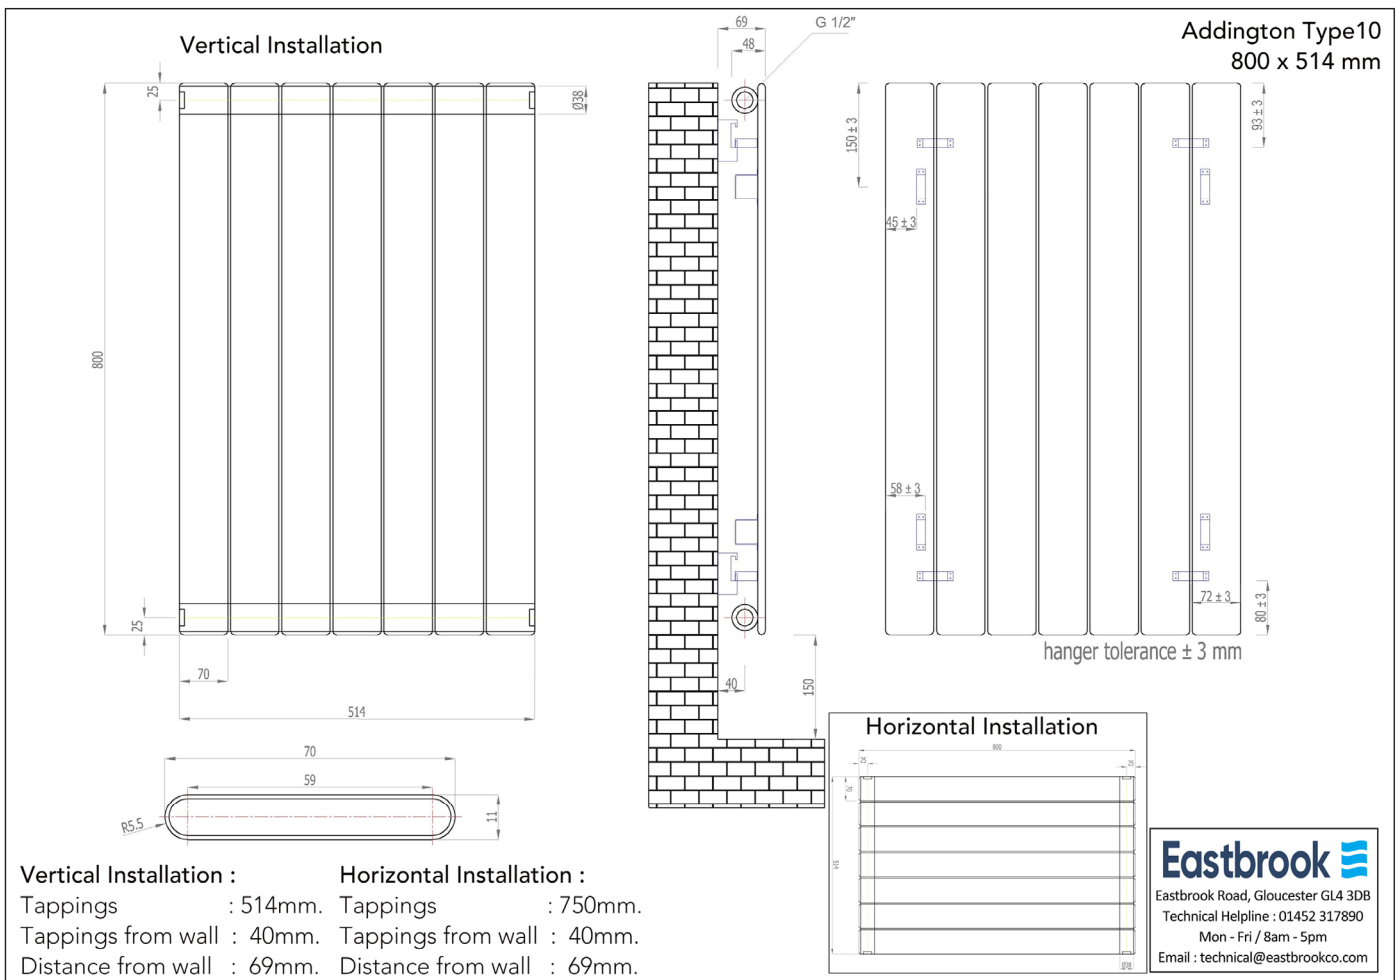 Vertical Installation
Addington Type10
800 x 514 mm
69
48
G 1/2"
25
Ø38
800
25
70
514
70
59
R5.5
11
40
150
150 ± 3
93 ± 3
45 ± 3
58 ± 3
72 ± 3
80 ± 3
hanger tolerance ± 3 mm
Horizontal Installation
800
25
25
70
514
Ø38
Vertical Installation :
Tappings : 514mm.
Tappings from wall : 40mm.
Distance from wall : 69mm.
Horizontal Installation :
Tappings : 750mm.
Tappings from wall : 40mm.
Distance from wall : 69mm.
Eastbrook
Eastbrook Road, Gloucester GL4 3DB
Technical Helpline : 01452 317890
Mon - Fri / 8am - 5pm
Email : technical@eastbrookco.com